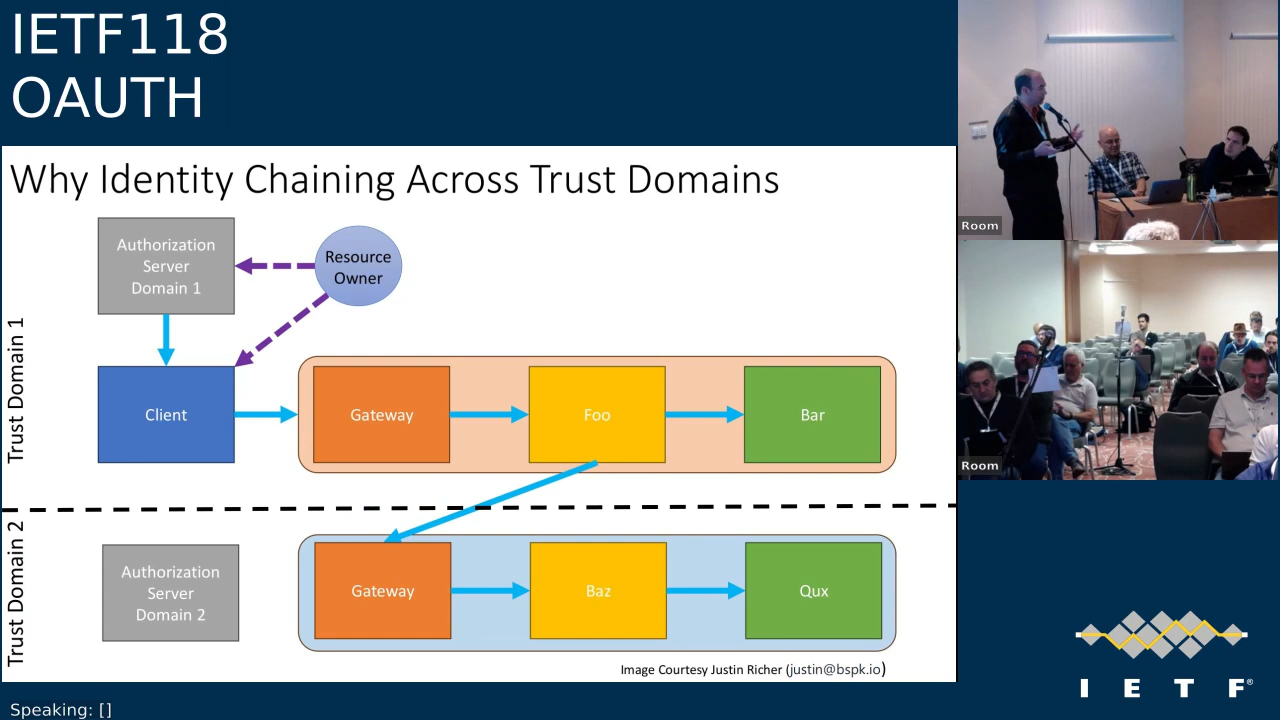 IETF118
OAUTH
Why Identity Chaining Across Trust Domains
Authorization
Server
Domain 1
Resource
Owner
Trust Domain 1
Client
Gateway
Foo
Bar
Trust Domain 2
Authorization
Server
Domain 2
Gateway
Baz
Qux
Image Courtesy Justin Richer (justin@bspk.io)
Room
Room
I E T F®
Speaking: []